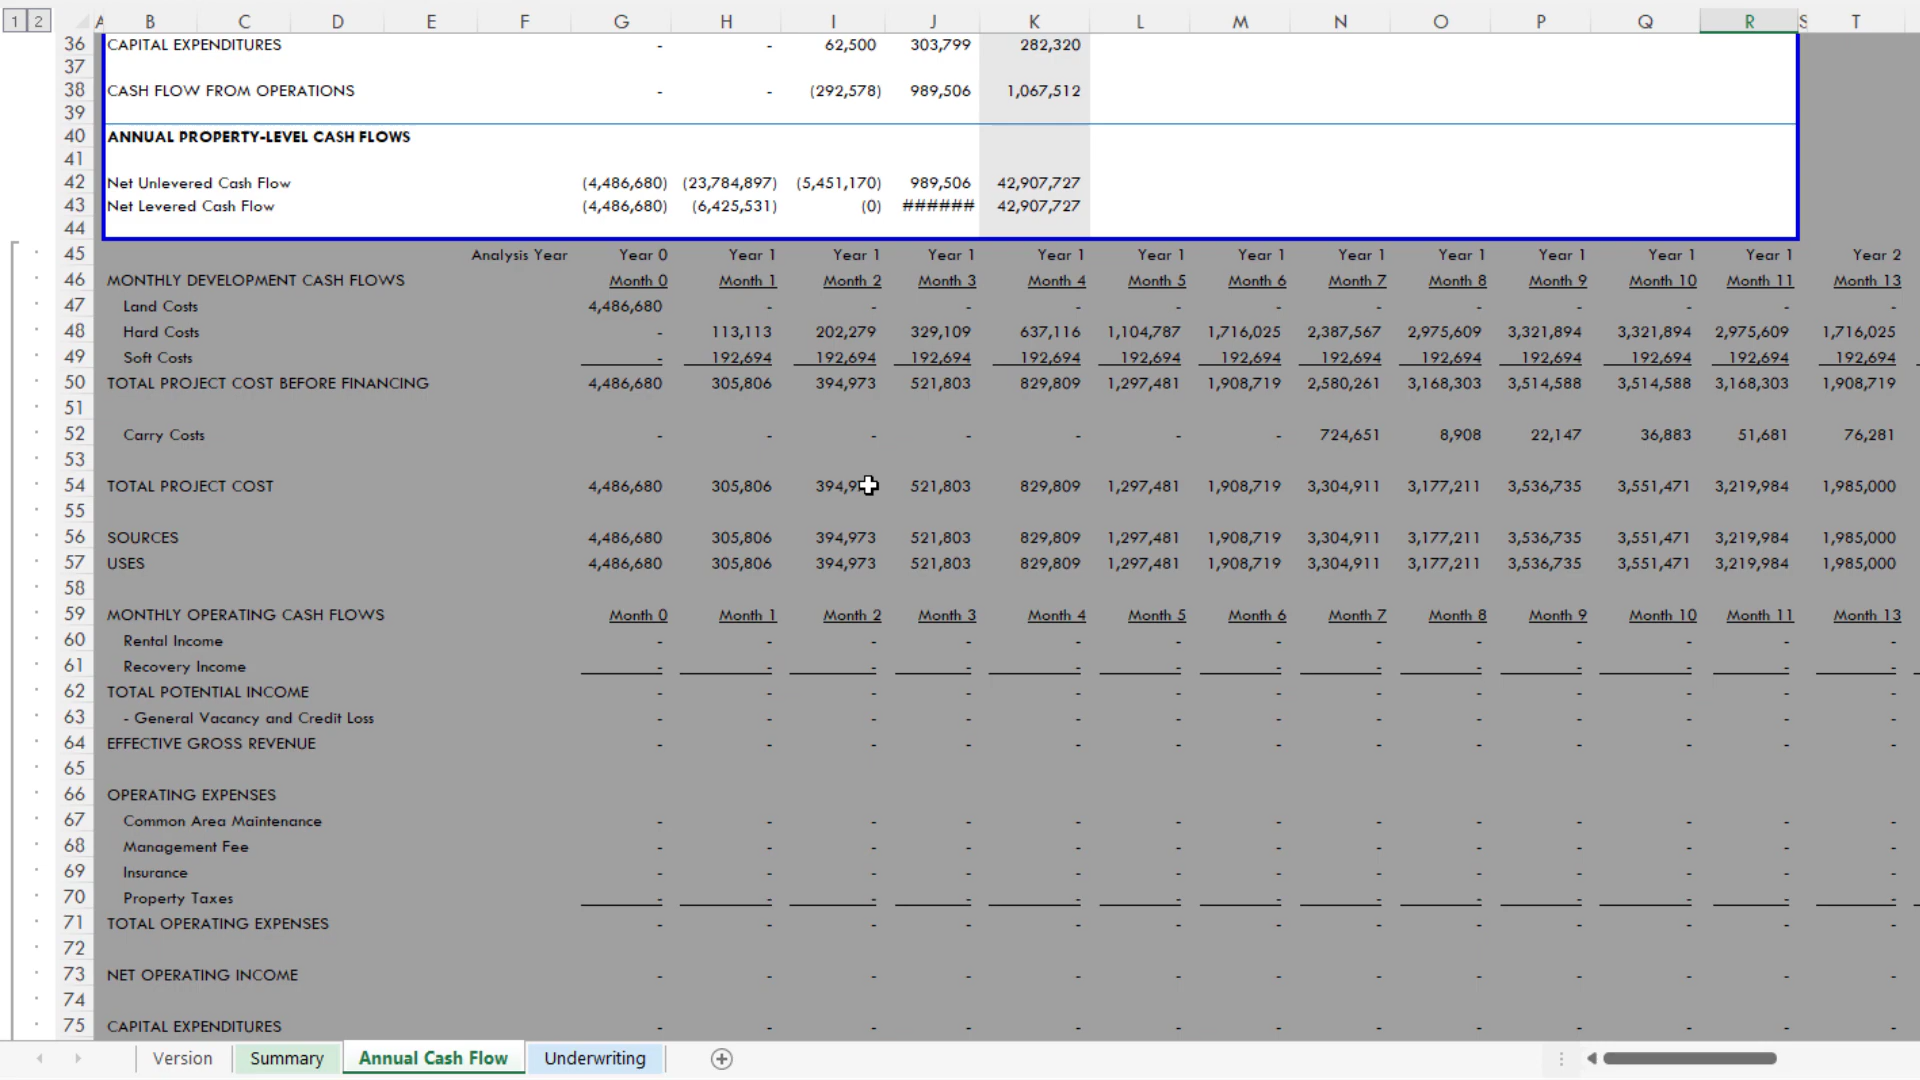 1 2 A B C D E F G H I J K L M N O P Q R S T
36 CAPITAL EXPENDITURES - - 62,500 303,799 282,320
37
38 CASH FLOW FROM OPERATIONS - - (292,578) 989,506 1,067,512
39
40 ANNUAL PROPERTY-LEVEL CASH FLOWS
41
42 Net Unlevered Cash Flow (4,486,680) (23,784,897) (5,451,170) 989,506 42,907,727
43 Net Levered Cash Flow (4,486,680) (6,425,531) (0) ###### 42,907,727
44
45 Analysis Year Year 0 Year 1 Year 1 Year 1 Year 1 Year 1 Year 1 Year 1 Year 1 Year 1 Year 1 Year 1 Year 2
46 MONTHLY DEVELOPMENT CASH FLOWS Month 0 Month 1 Month 2 Month 3 Month 4 Month 5 Month 6 Month 7 Month 8 Month 9 Month 10 Month 11 Month 13
47 Land Costs 4,486,680 - - - - - - - - - - - -
48 Hard Costs - 113,113 202,279 329,109 637,116 1,104,787 1,716,025 2,387,567 2,975,609 3,321,894 3,321,894 2,975,609 1,716,025
49 Soft Costs - 192,694 192,694 192,694 192,694 192,694 192,694 192,694 192,694 192,694 192,694 192,694 192,694
50 TOTAL PROJECT COST BEFORE FINANCING 4,486,680 305,806 394,973 521,803 829,809 1,297,481 1,908,719 2,580,261 3,168,303 3,514,588 3,514,588 3,168,303 1,908,719
51
52 Carry Costs - - - - - - - 724,651 8,908 22,147 36,883 51,681 76,281
53
54 TOTAL PROJECT COST 4,486,680 305,806 521,803 829,809 1,297,481 1,908,719 3,304,911 3,177,211 3,536,735 3,551,471 3,219,984 1,985,000
55
56 SOURCES 4,486,680 305,806 394,973 521,803 829,809 1,297,481 1,908,719 3,304,911 3,177,211 3,536,735 3,551,471 3,219,984 1,985,000
57 USES 4,486,680 305,806 394,973 521,803 829,809 1,297,481 1,908,719 3,304,911 3,177,211 3,536,735 3,551,471 3,219,984 1,985,000
58
59 MONTHLY OPERATING CASH FLOWS Month 0 Month 1 Month 2 Month 3 Month 4 Month 5 Month 6 Month 7 Month 8 Month 9 Month 10 Month 11 Month 13
60 Rental Income - - - - - - - - - - - - -
61 Recovery Income - - - - - - - - - - - - -
62 TOTAL POTENTIAL INCOME - - - - - - - - - - - - -
63 - General Vacancy and Credit Loss - - - - - - - - - - - - -
64 EFFECTIVE GROSS REVENUE - - - - - - - - - - - - -
65
66 OPERATING EXPENSES
67 Common Area Maintenance - - - - - - - - - - - - -
68 Management Fee - - - - - - - - - - - - -
69 Insurance - - - - - - - - - - - - -
70 Property Taxes - - - - - - - - - - - - -
71 TOTAL OPERATING EXPENSES - - - - - - - - - - - - -
72
73 NET OPERATING INCOME - - - - - - - - - - - - -
74
75 CAPITAL EXPENDITURES - - - - - - - - - - - - -
Version Summary Annual Cash Flow Underwriting